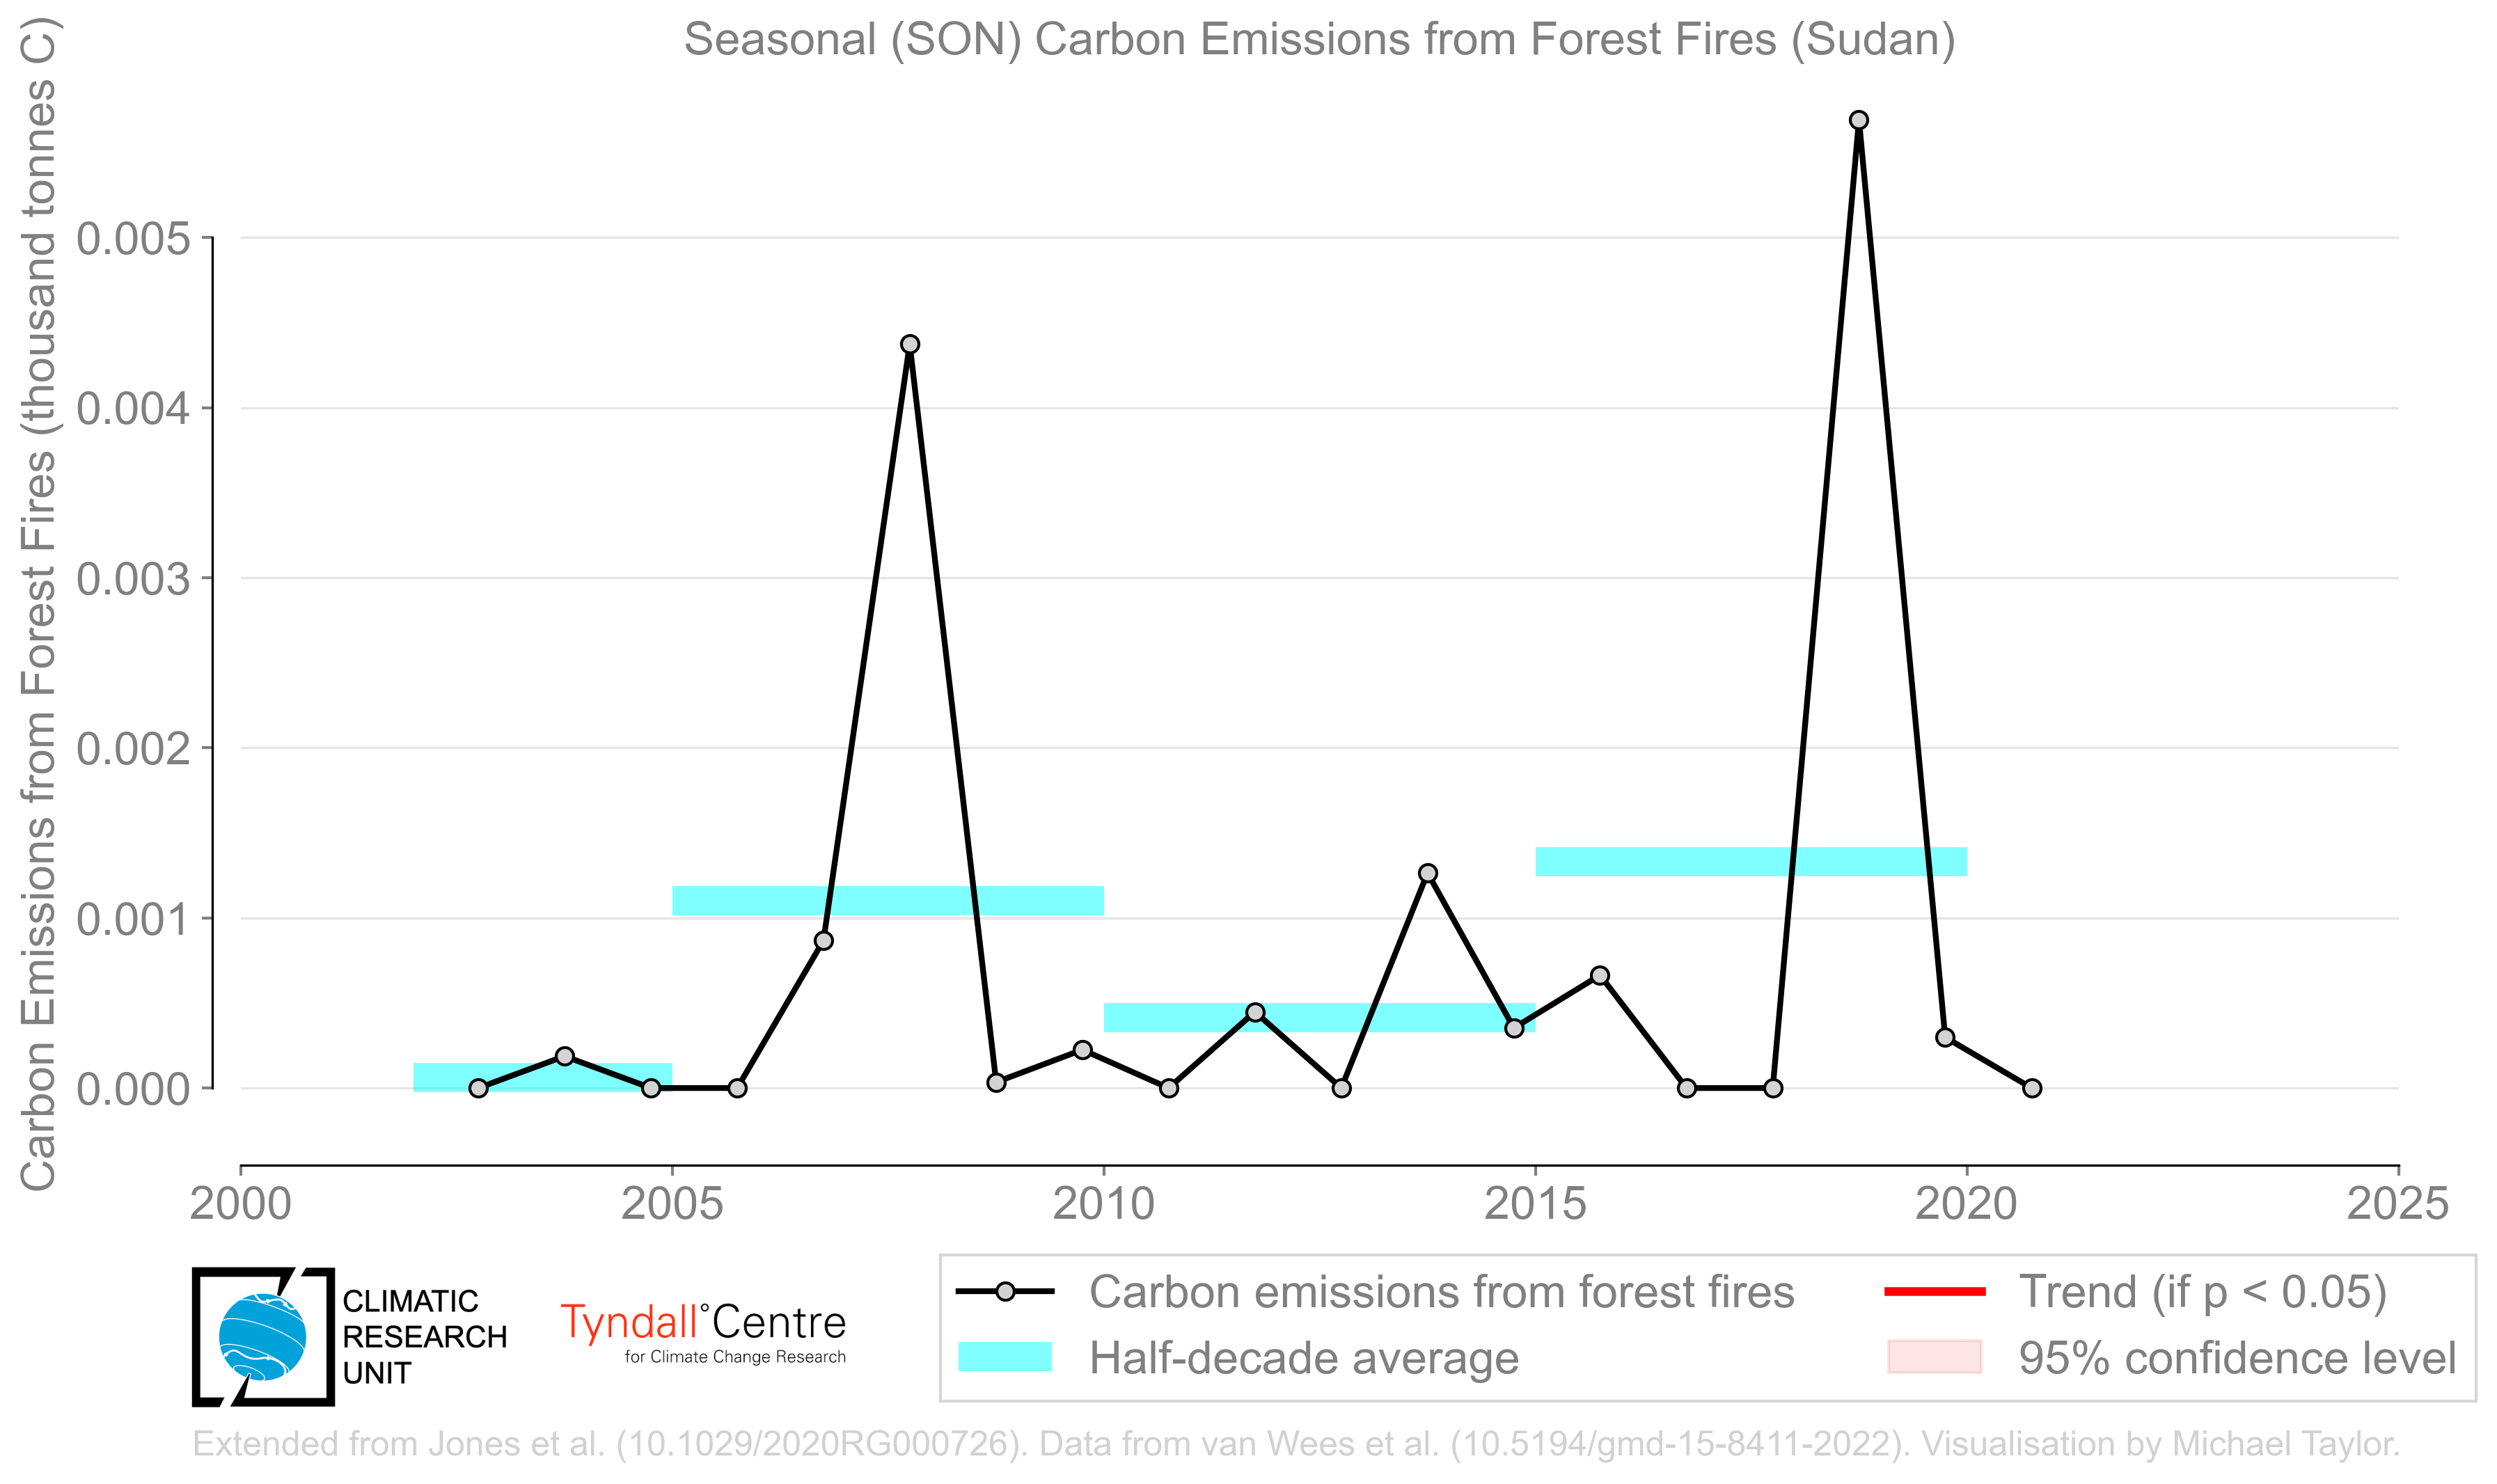 Seasonal (SON) Carbon Emissions from Forest Fires (Sudan)
Carbon Emissions from Forest Fires (thousand tonnes C)
0.005
0.004
0.003
0.002
0.001
0.000
2000 2005 2010 2015 2020 2025
CLIMATIC
RESEARCH
UNIT
Tyndall°Centre
for Climate Change Research
Carbon emissions from forest fires
Half-decade average
Trend (if p < 0.05)
95% confidence level
Extended from Jones et al. (10.1029/2020RG000726). Data from van Wees et al. (10.5194/gmd-15-8411-2022). Visualisation by Michael Taylor.